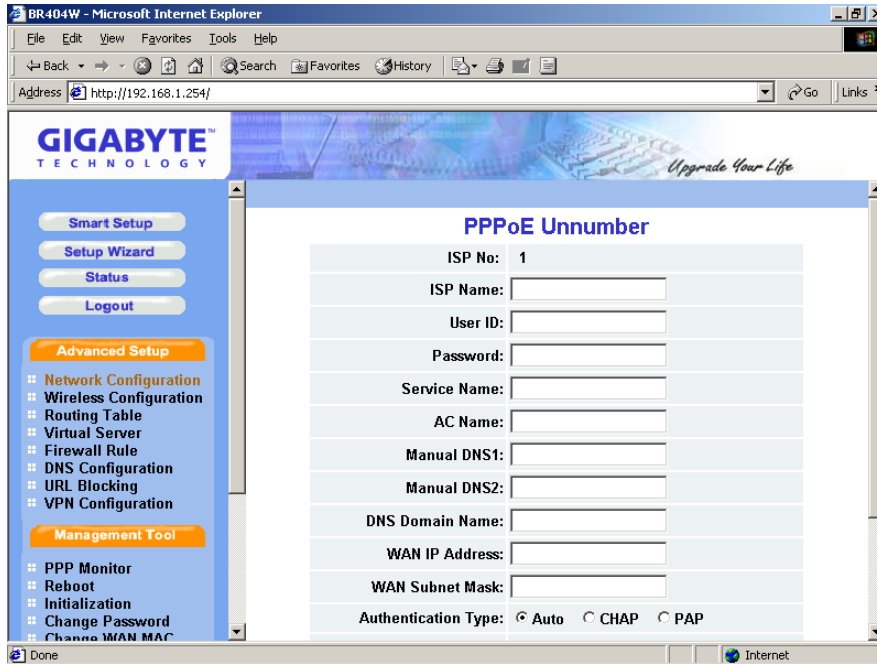 BR404W - Microsoft Internet Explorer
File Edit View Favorites Tools Help
Back Search Favorites History
Address http://192.168.1.254/ Go Links
GIGABYTE™
TECHNOLOGY
Upgrade Your Life
Smart Setup
Setup Wizard
Status
Logout
Advanced Setup
Network Configuration
Wireless Configuration
Routing Table
Virtual Server
Firewall Rule
DNS Configuration
URL Blocking
VPN Configuration
Management Tool
PPP Monitor
Reboot
Initialization
Change Password
Change WAN MAC
PPPoE Unnumber
ISP No: 1
ISP Name:
User ID:
Password:
Service Name:
AC Name:
Manual DNS1:
Manual DNS2:
DNS Domain Name:
WAN IP Address:
WAN Subnet Mask:
Authentication Type: Auto CHAP PAP
Done Internet